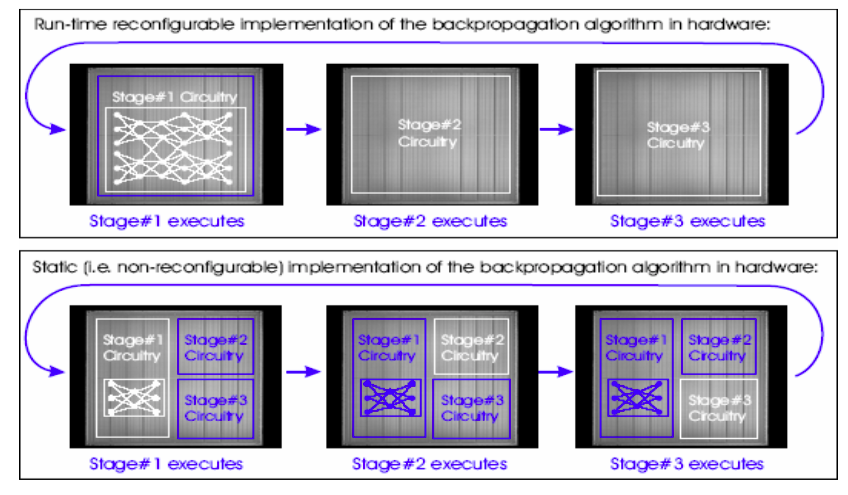 Run-time reconfigurable implementation of the backpropagation algorithm in hardware:
Stage#1 Circuitry
Stage#2
Circuitry
Stage#3
Circuitry
Stage#1 executes
Stage#2 executes
Stage#3 executes
Static (i.e. non-reconfigurable) implementation of the backpropagation algorithm in hardware:
Stage#1
Circuitry
Stage#2
Circuitry
Stage#3
Circuitry
Stage#1
Circuitry
Stage#2
Circuitry
Stage#3
Circuitry
Stage#1
Circuitry
Stage#2
Circuitry
Stage#3
Circuitry
Stage#1 executes
Stage#2 executes
Stage#3 executes